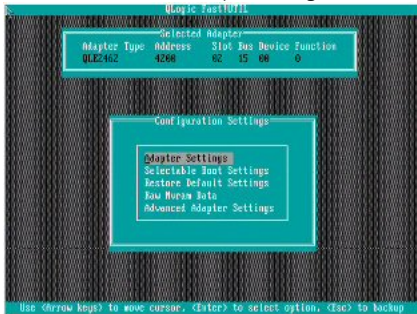 QLogic Fast!UTIL
Selected Adapter
Adapter Type Address Slot Bus Device Function
QLE2462 4200 02 15 00 0
Configuration Settings
Adapter Settings
Selectable Boot Settings
Restore Default Settings
Raw Nvram Data
Advanced Adapter Settings
Use <Arrow keys> to move cursor, <Enter> to select option, <Esc> to backup